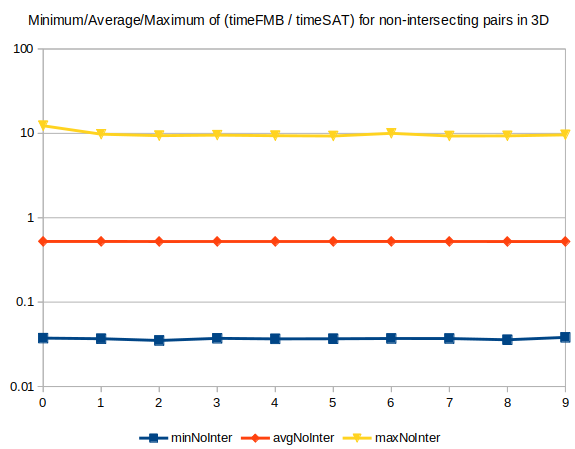 Minimum/Average/Maximum of (timeFMB / timeSAT) for non-intersecting pairs in 3D
100
10
1
0.1
0.01
0 1 2 3 4 5 6 7 8 9
minNoInter avgNoInter maxNoInter